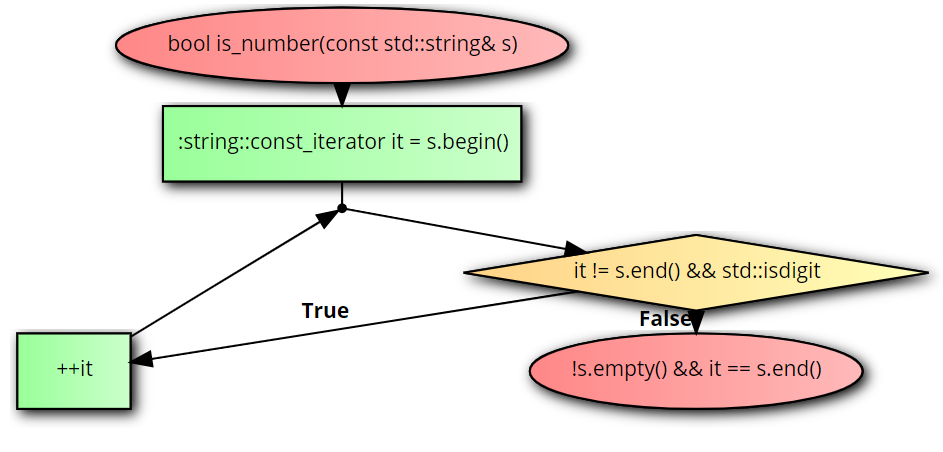 bool is_number(const std::string& s)
:string::const_iterator it = s.begin()
it != s.end() && std::isdigit
True
False
++it
!s.empty() && it == s.end()